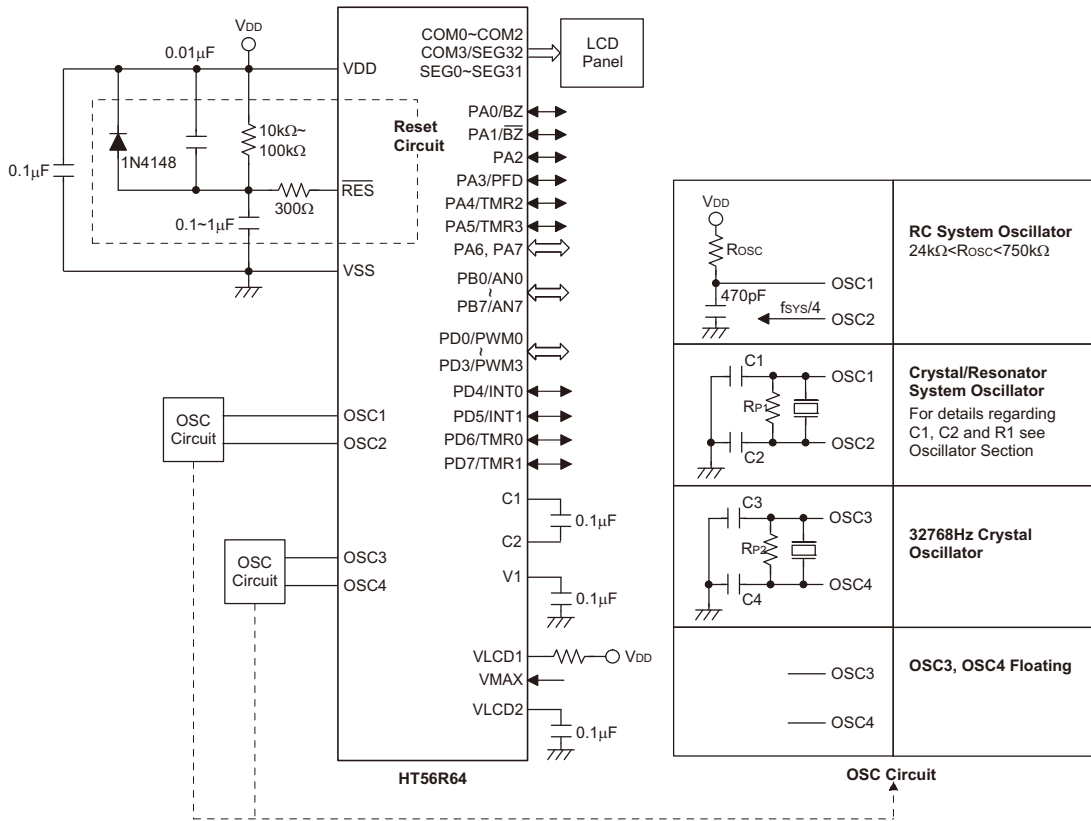 VDD
0.01μF
VDD
Reset
Circuit
10kΩ~
100kΩ
1N4148
0.1μF
300Ω
RES
0.1~1μF
VSS
OSC
Circuit
OSC1
OSC2
OSC
Circuit
OSC3
OSC4
COM0~COM2
COM3/SEG32
SEG0~SEG31
LCD
Panel
PA0/BZ
PA1/BZ
PA2
PA3/PFD
PA4/TMR2
PA5/TMR3
PA6, PA7
PB0/AN0
~
PB7/AN7
PD0/PWM0
~
PD3/PWM3
PD4/INT0
PD5/INT1
PD6/TMR0
PD7/TMR1
C1
0.1μF
C2
V1
0.1μF
VLCD1
VDD
VMAX
VLCD2
0.1μF
HT56R64
VDD
ROSC
OSC1
470pF
fSYS/4
OSC2
RC System Oscillator
24kΩ<ROSC<750kΩ
C1
OSC1
RP1
OSC2
C2
Crystal/Resonator
System Oscillator
For details regarding
C1, C2 and R1 see
Oscillator Section
C3
OSC3
RP2
OSC4
C4
32768Hz Crystal
Oscillator
OSC3
OSC4
OSC3, OSC4 Floating
OSC Circuit